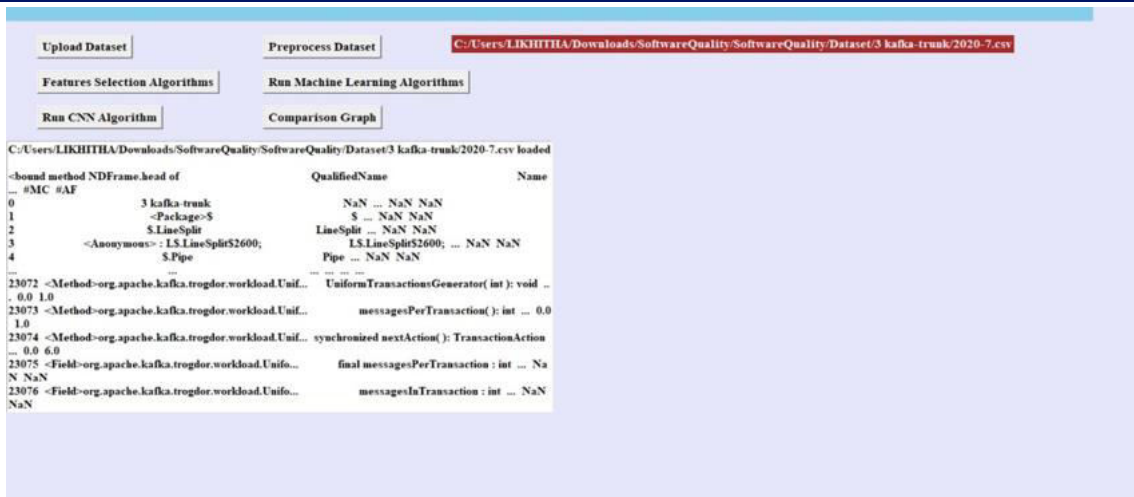 Upload Dataset
Preprocess Dataset
C:/Users/LIKHITHA/Downloads/SoftwareQuality/SoftwareQuality/Dataset/3 kafka-trunk/2020-7.csv
Features Selection Algorithms
Run Machine Learning Algorithms
Run CNN Algorithm
Comparison Graph
C:/Users/LIKHITHA/Downloads/SoftwareQuality/SoftwareQuality/Dataset/3 kafka-trunk/2020-7.csv loaded
<bound method NDFrame.head of QualifiedName Name
... #MC #AF
0 3 kafka-trunk NaN ... NaN NaN
1 <Package>$ $ ... NaN NaN
2 $.LineSplit LineSplit ... NaN NaN
3 <Anonymous> : L$.LineSplit$2600; L$.LineSplit$2600; ... NaN NaN
4 $.Pipe Pipe ... NaN NaN
... ... ... ... ... ...
23072 <Method>org.apache.kafka.trogdor.workload.Unif... UniformTransactionsGenerator( int ): void ..
. 0.0 1.0
23073 <Method>org.apache.kafka.trogdor.workload.Unif... messagesPerTransaction( ): int ... 0.0
1.0
23074 <Method>org.apache.kafka.trogdor.workload.Unif... synchronized nextAction( ): TransactionAction
... 0.0 6.0
23075 <Field>org.apache.kafka.trogdor.workload.Unifo... final messagesPerTransaction : int ... Na
N NaN
23076 <Field>org.apache.kafka.trogdor.workload.Unifo... messagesInTransaction : int ... NaN
NaN